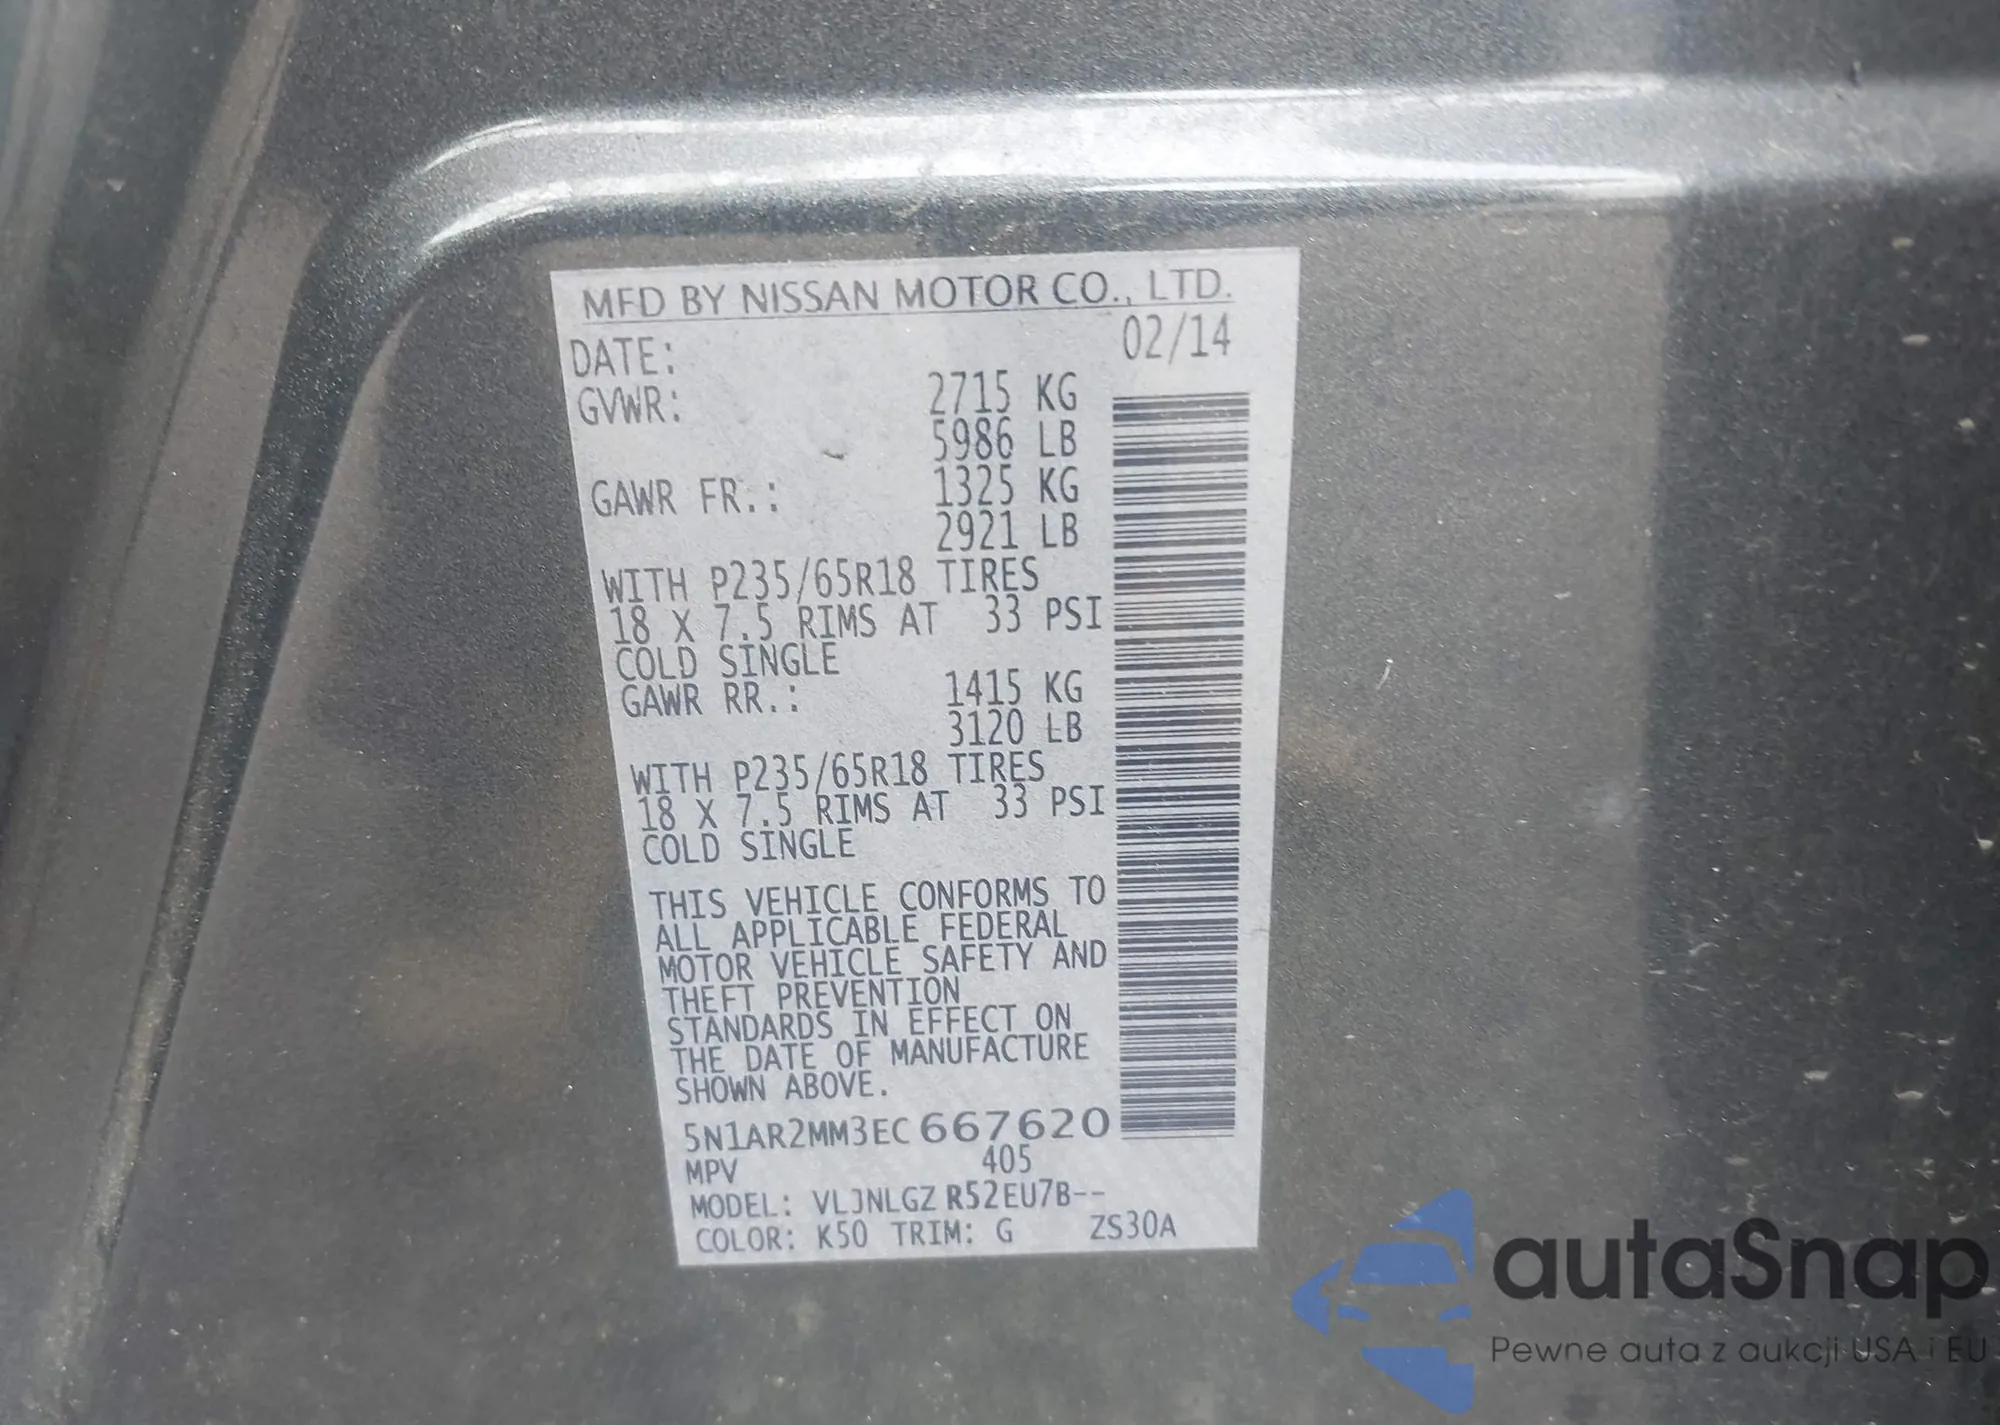 MFD BY NISSAN MOTOR CO., LTD.
DATE: 02/14
GVWR: 2715 KG
5986 LB
GAWR FR.: 1325 KG
2921 LB
WITH P235/65R18 TIRES
18 X 7.5 RIMS AT 33 PSI
COLD SINGLE
GAWR RR.: 1415 KG
3120 LB
WITH P235/65R18 TIRES
18 X 7.5 RIMS AT 33 PSI
COLD SINGLE
THIS VEHICLE CONFORMS TO
ALL APPLICABLE FEDERAL
MOTOR VEHICLE SAFETY AND
THEFT PREVENTION
STANDARDS IN EFFECT ON
THE DATE OF MANUFACTURE
SHOWN ABOVE.
5N1AR2MM3EC667620
MPV 405
MODEL: VLJNLGZ R52EU7B--
COLOR: K50 TRIM: G ZS30A
autaSnap
Pewne auta z aukcji USA i EU